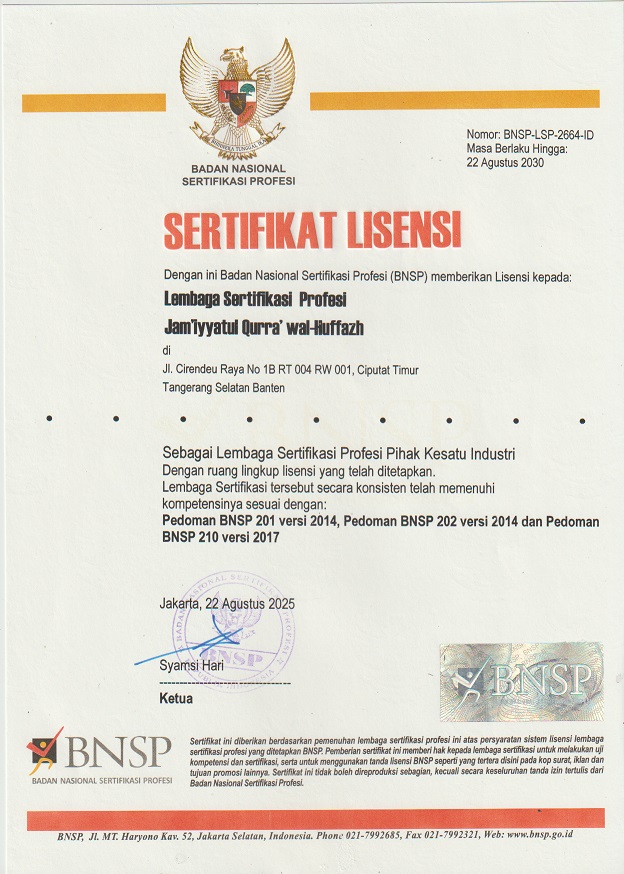 BHINNEKA TUNGGAL IKA
BADAN NASIONAL
SERTIFIKASI PROFESI
Nomor: BNSP-LSP-2664-ID
Masa Berlaku Hingga:
22 Agustus 2030
SERTIFIKAT LISENSI
Dengan ini Badan Nasional Sertifikasi Profesi (BNSP) memberikan Lisensi kepada:
Lembaga Sertifikasi Profesi
Jam'iyyatul Qurra' wal-Huffazh
di
Jl. Cirendeu Raya No 1B RT 004 RW 001, Ciputat Timur
Tangerang Selatan Banten
Sebagai Lembaga Sertifikasi Profesi Pihak Kesatu Industri
Dengan ruang lingkup lisensi yang telah ditetapkan.
Lembaga Sertifikasi tersebut secara konsisten telah memenuhi
kompetensinya sesuai dengan:
Pedoman BNSP 201 versi 2014, Pedoman BNSP 202 versi 2014 dan Pedoman
BNSP 210 versi 2017
Jakarta, 22 Agustus 2025
BADAN NASIONAL SERTIFIKASI PROFESI
BNSP
Syamsi Hari
Ketua
BNSP
BNSP
BADAN NASIONAL SERTIFIKASI PROFESI
Sertifikat ini diberikan berdasarkan pemenuhan lembaga sertifikasi profesi ini atas persyaratan sistem lisensi lembaga
sertifikasi profesi yang ditetapkan BNSP. Pemberian sertifikat ini memberi hak kepada lembaga sertifikasi untuk melakukan uji
kompetensi dan sertifikasi, serta untuk menggunakan tanda lisensi BNSP seperti yang tertera disini pada kop surat, iklan dan
tujuan promosi lainnya. Sertifikat ini tidak boleh direproduksi sebagian, kecuali secara keseluruhan tanda izin tertulis dari
Badan Nasional Sertifikasi Profesi.
BNSP, Jl. MT. Haryono Kav. 52, Jakarta Selatan, Indonesia. Phone 021-7992685, Fax 021-7992321, Web: www.bnsp.go.id